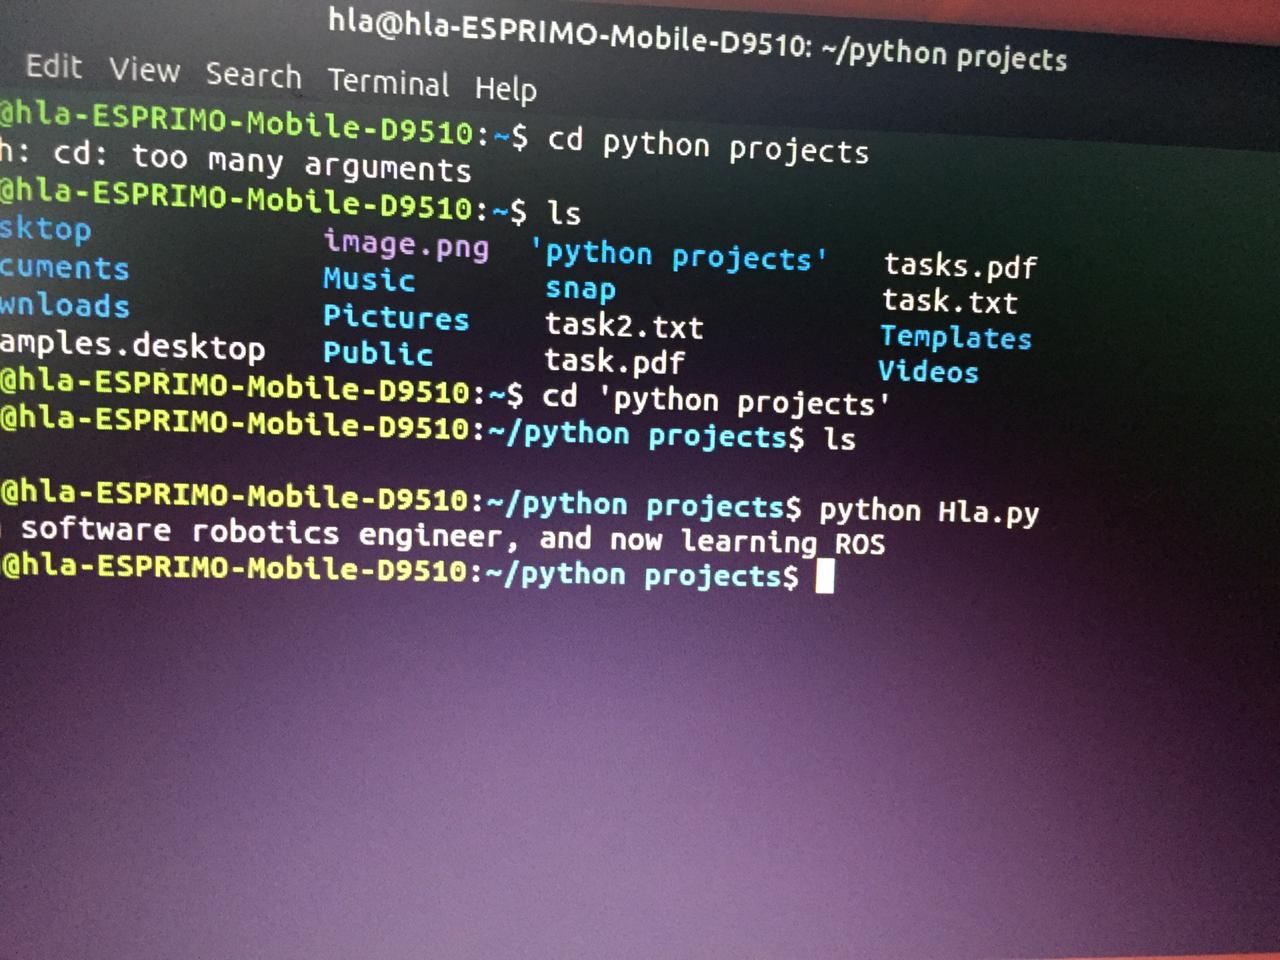 hla@hla-ESPRIMO-Mobile-D9510: ~/python projects
Edit View Search Terminal Help
@hla-ESPRIMO-Mobile-D9510:~$ cd python projects
h: cd: too many arguments
@hla-ESPRIMO-Mobile-D9510:~$ ls
sktop image.png 'python projects' tasks.pdf
cuments Music snap task.txt
wnloads Pictures task2.txt Templates
amples.desktop Public task.pdf Videos
@hla-ESPRIMO-Mobile-D9510:~$ cd 'python projects'
@hla-ESPRIMO-Mobile-D9510:~/python projects$ ls
@hla-ESPRIMO-Mobile-D9510:~/python projects$ python Hla.py
software robotics engineer, and now learning ROS
@hla-ESPRIMO-Mobile-D9510:~/python projects$